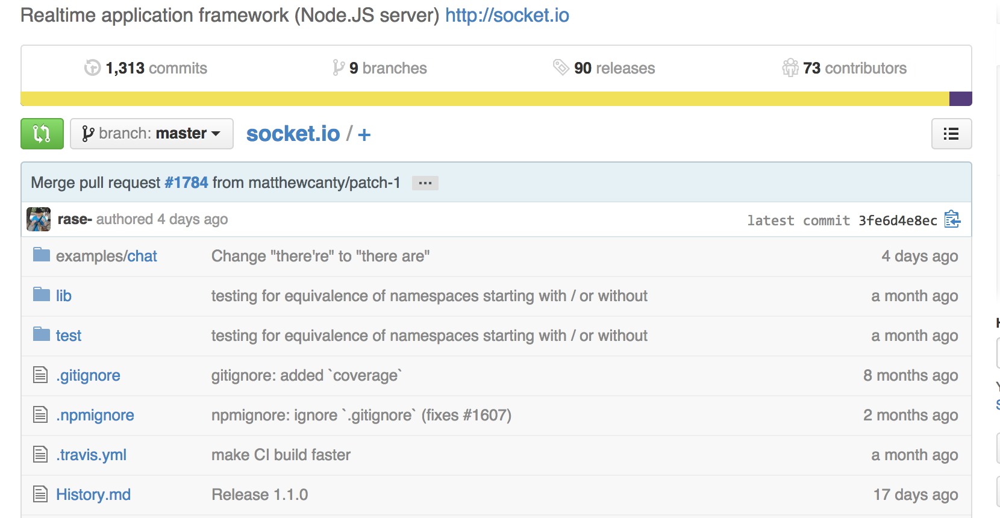 Realtime application framework (Node.JS server) http://socket.io
1,313 commits 9 branches 90 releases 73 contributors
branch: master socket.io / +
Merge pull request #1784 from matthewcanty/patch-1 ...
rase- authored 4 days ago latest commit 3fe6d4e8ec
examples/chat Change "there're" to "there are" 4 days ago
lib testing for equivalence of namespaces starting with / or without a month ago
test testing for equivalence of namespaces starting with / or without a month ago
.gitignore gitignore: added `coverage` 8 months ago
.npmignore npmignore: ignore `.gitignore` (fixes #1607) 2 months ago
.travis.yml make CI build faster a month ago
History.md Release 1.1.0 17 days ago